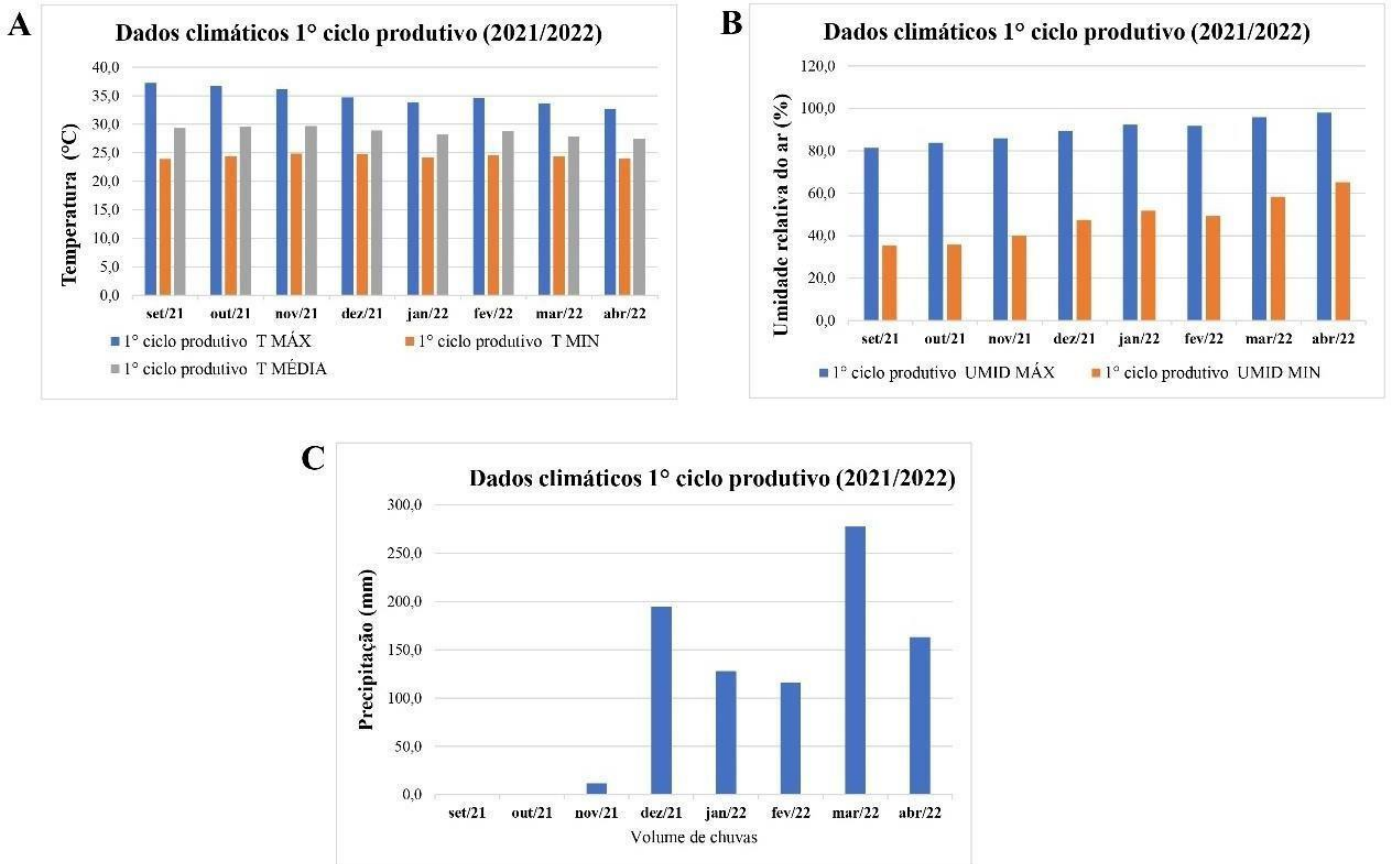 A
Dados climáticos 1° ciclo produtivo (2021/2022)
Temperatura (°C)
40,0
35,0
30,0
25,0
20,0
15,0
10,0
5,0
0,0
set/21 out/21 nov/21 dez/21 jan/22 fev/22 mar/22 abr/22
1° ciclo produtivo T MÁX 1° ciclo produtivo T MIN
1° ciclo produtivo T MÉDIA
B
Dados climáticos 1° ciclo produtivo (2021/2022)
Umidade relativa do ar (%)
120,0
100,0
80,0
60,0
40,0
20,0
0,0
set/21 out/21 nov/21 dez/21 jan/22 fev/22 mar/22 abr/22
1° ciclo produtivo UMID MÁX 1° ciclo produtivo UMID MIN
C
Dados climáticos 1° ciclo produtivo (2021/2022)
Precipitação (mm)
300,0
250,0
200,0
150,0
100,0
50,0
0,0
set/21 out/21 nov/21 dez/21 jan/22 fev/22 mar/22 abr/22
Volume de chuvas